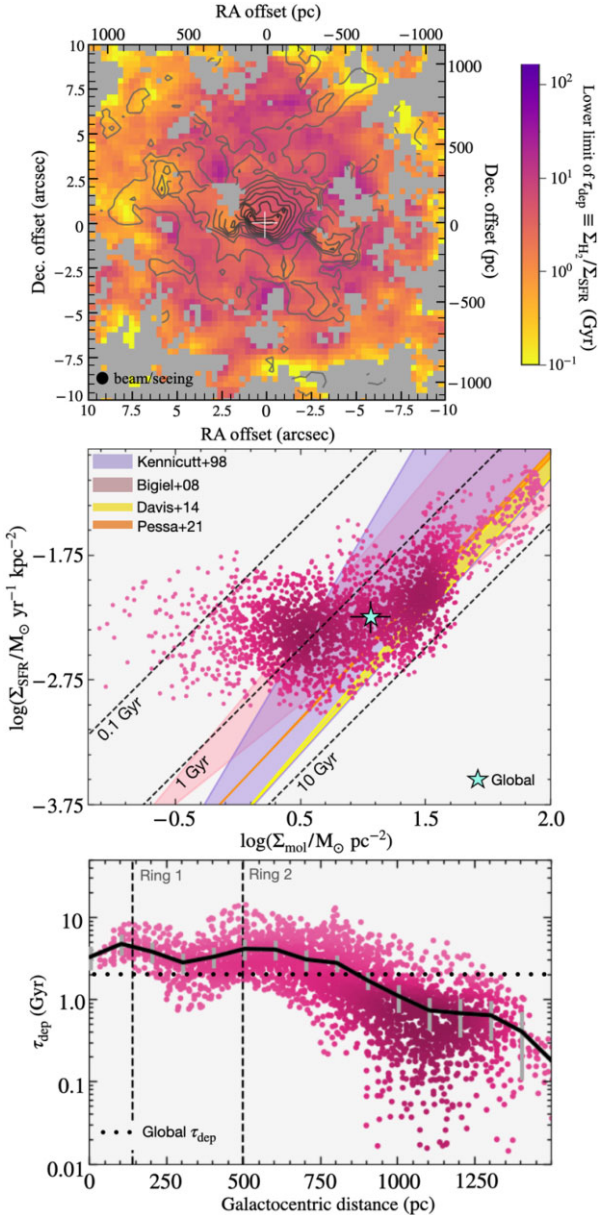 RA offset (pc)
1000 500 0 −500 −1000
10
7.5
5
2.5
0
−2.5
−5
−7.5
−10
Dec. offset (arcsec)
1000
500
0
−500
−1000
Dec. offset (pc)
beam/seeing
10 7.5 5 2.5 0 −2.5 −5 −7.5 −10
RA offset (arcsec)
10²
10¹
10⁰
10⁻¹
Lower limit of τdep ≡ ΣH₂/ΣSFR (Gyr)
Kennicutt+98
Bigiel+08
Davis+14
Pessa+21
−1.75
−2.75
−3.75
log(ΣSFR/M⊙ yr⁻¹ kpc⁻²)
0.1 Gyr
1 Gyr
10 Gyr
Global
−0.5 0.5 1.5 2.0
log(Σmol/M⊙ pc⁻²)
Ring 1 Ring 2
10
1.0
0.1
0.01
τdep (Gyr)
Global τdep
0 250 500 750 1000 1250
Galactocentric distance (pc)